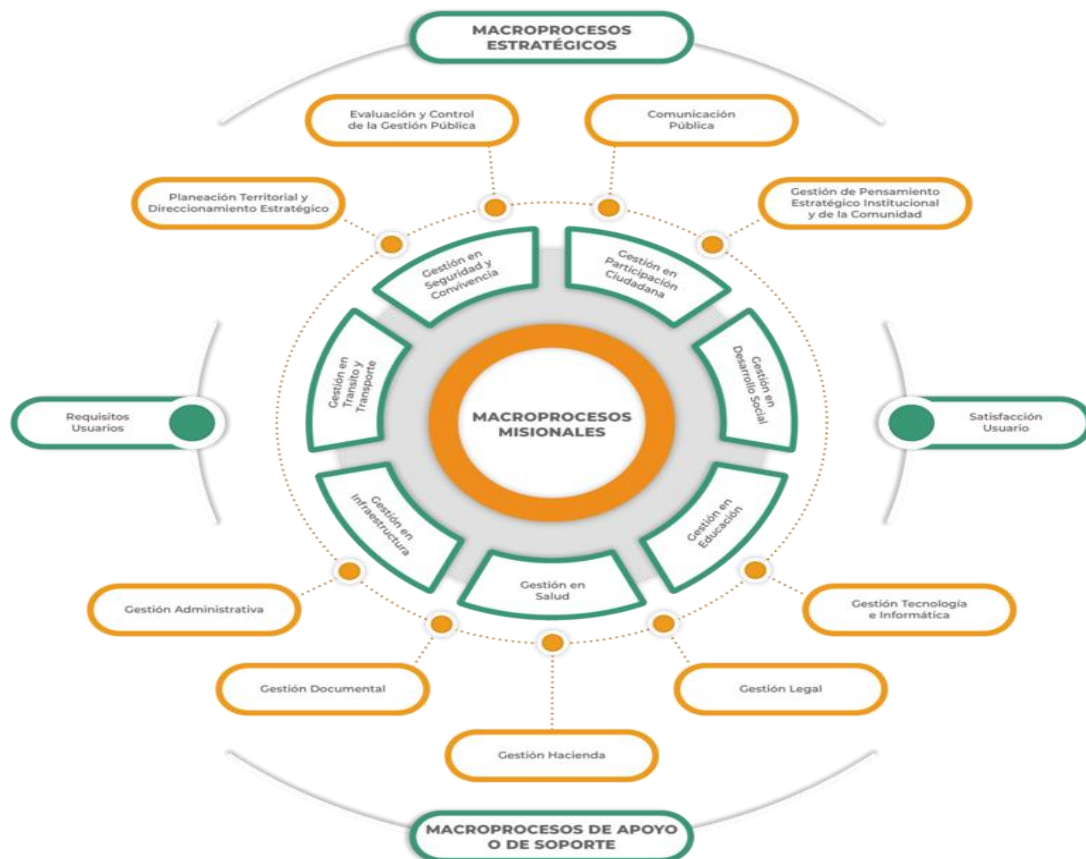 MACROPROCESOS
ESTRATÉGICOS
Evaluación y Control
de la Gestión Pública
Comunicación
Pública
Planeación Territorial y
Direccionamiento Estratégico
Gestión de Pensamiento
Estratégico Institucional
y de la Comunidad
Gestión en
Seguridad y
Convivencia
Gestión en
Participación
Ciudadana
Gestión en
Transito y
Transporte
Gestión en
Desarrollo Social
Requisitos
Usuarios
MACROPROCESOS
MISIONALES
Satisfacción
Usuario
Gestión en
Infraestructura
Gestión en
Educación
Gestión en
Salud
Gestión Administrativa
Gestión Tecnología
e Informática
Gestión Documental
Gestión Legal
Gestión Hacienda
MACROPROCESOS DE APOYO
O DE SOPORTE